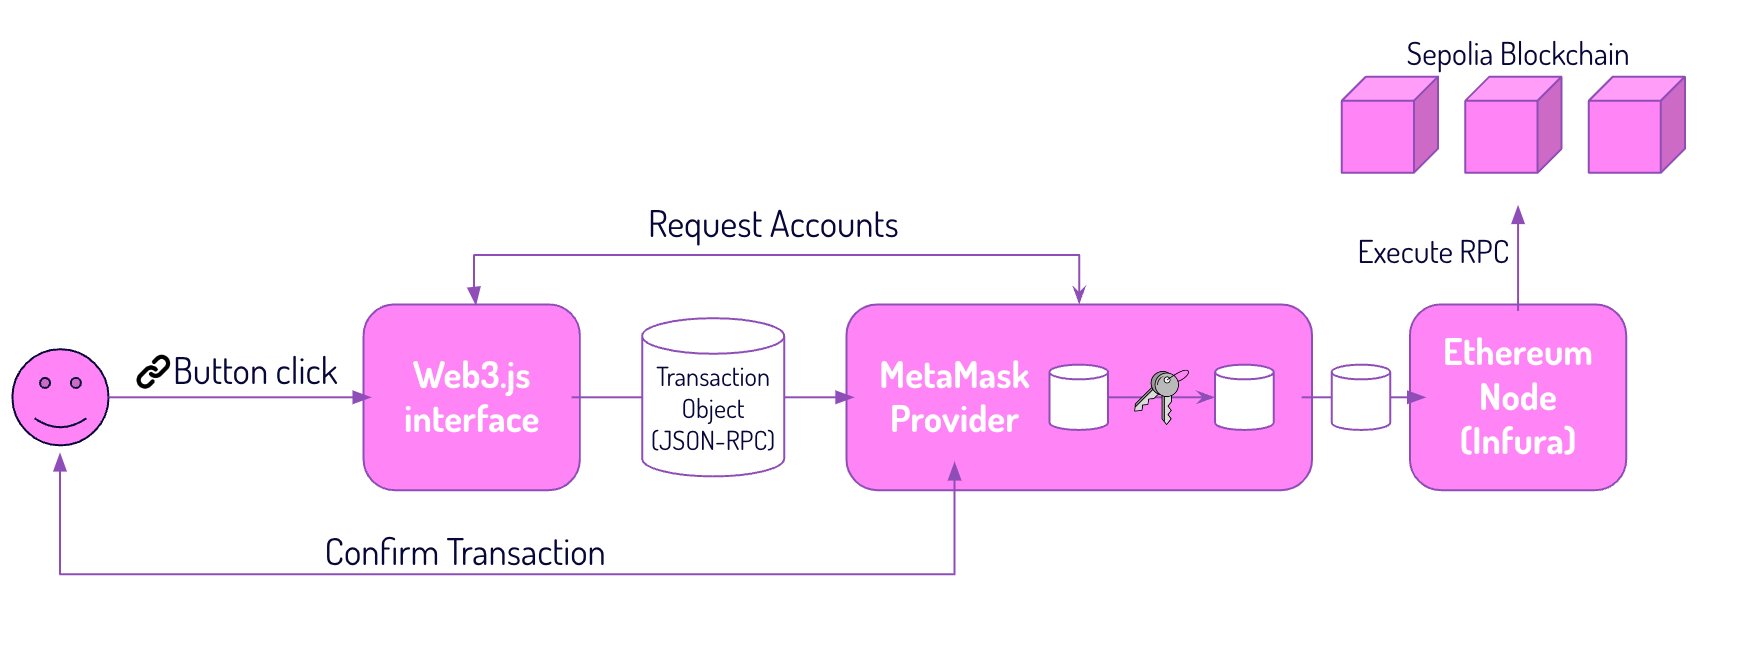 Sepolia Blockchain
Request Accounts
Execute RPC
Button click
Web3.js
interface
Transaction
Object
(JSON-RPC)
MetaMask
Provider
Ethereum
Node
(Infura)
Confirm Transaction